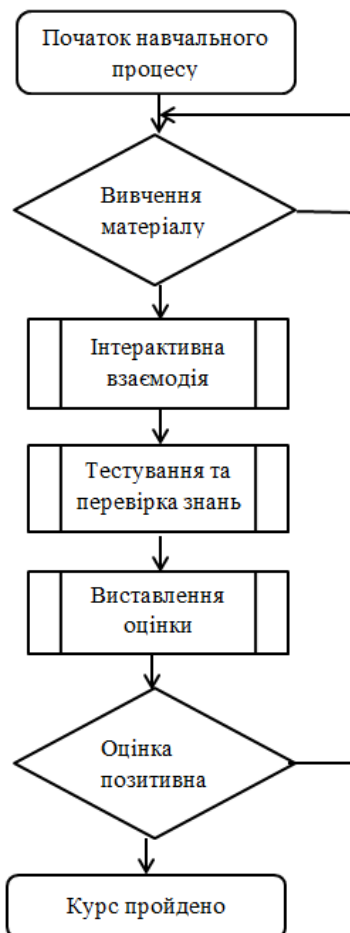 Початок навчального
процесу
Вивчення
матеріалу
Інтерактивна
взаємодія
Тестування та
перевірка знань
Виставлення
оцінки
Оцінка
позитивна
Курс пройдено